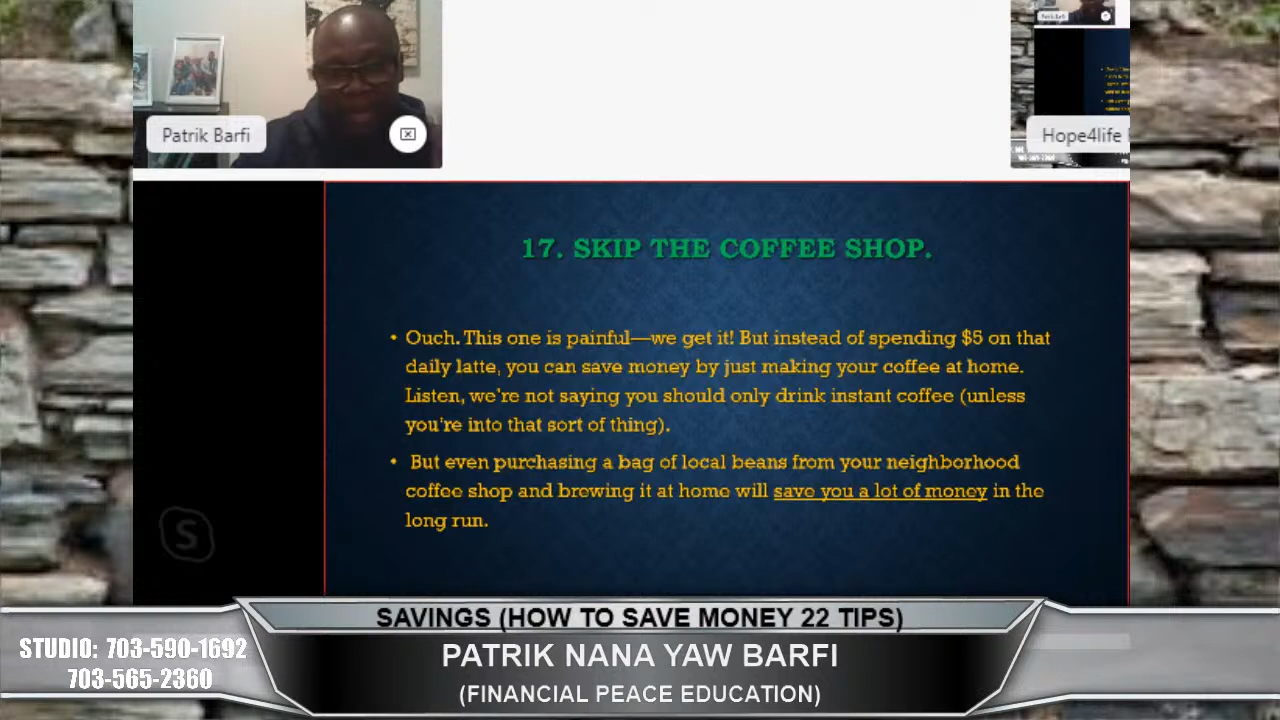 Patrik Barfi
Hope4life
17. SKIP THE COFFEE SHOP.
• Ouch. This one is painful—we get it! But instead of spending $5 on that
daily latte, you can save money by just making your coffee at home.
Listen, we're not saying you should only drink instant coffee (unless
you're into that sort of thing).
• But even purchasing a bag of local beans from your neighborhood
coffee shop and brewing it at home will save you a lot of money in the
long run.
SAVINGS (HOW TO SAVE MONEY 22 TIPS)
PATRIK NANA YAW BARFI
(FINANCIAL PEACE EDUCATION)
STUDIO: 703-590-1692
703-565-2360